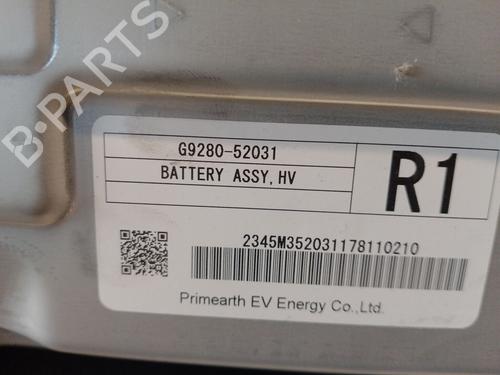 B-PARTS
G9280-52031
BATTERY ASSY, HV
R1
2345M352031178110210
Primearth EV Energy Co.,Ltd.